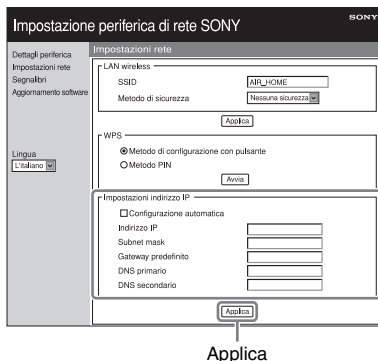 Impostazione periferica di rete SONY
SONY
Dettagli periferica
Impostazioni rete
Segnalibri
Aggiornamento software
Lingua
L'italiano
Impostazioni rete
LAN wireless
SSID AIR_HOME
Metodo di sicurezza Nessuna sicurezza
Applica
WPS
Metodo di configurazione con pulsante
Metodo PIN
Avvia
Impostazioni indirizzo IP
Configurazione automatica
Indirizzo IP
Subnet mask
Gateway predefinito
DNS primario
DNS secondario
Applica
Applica